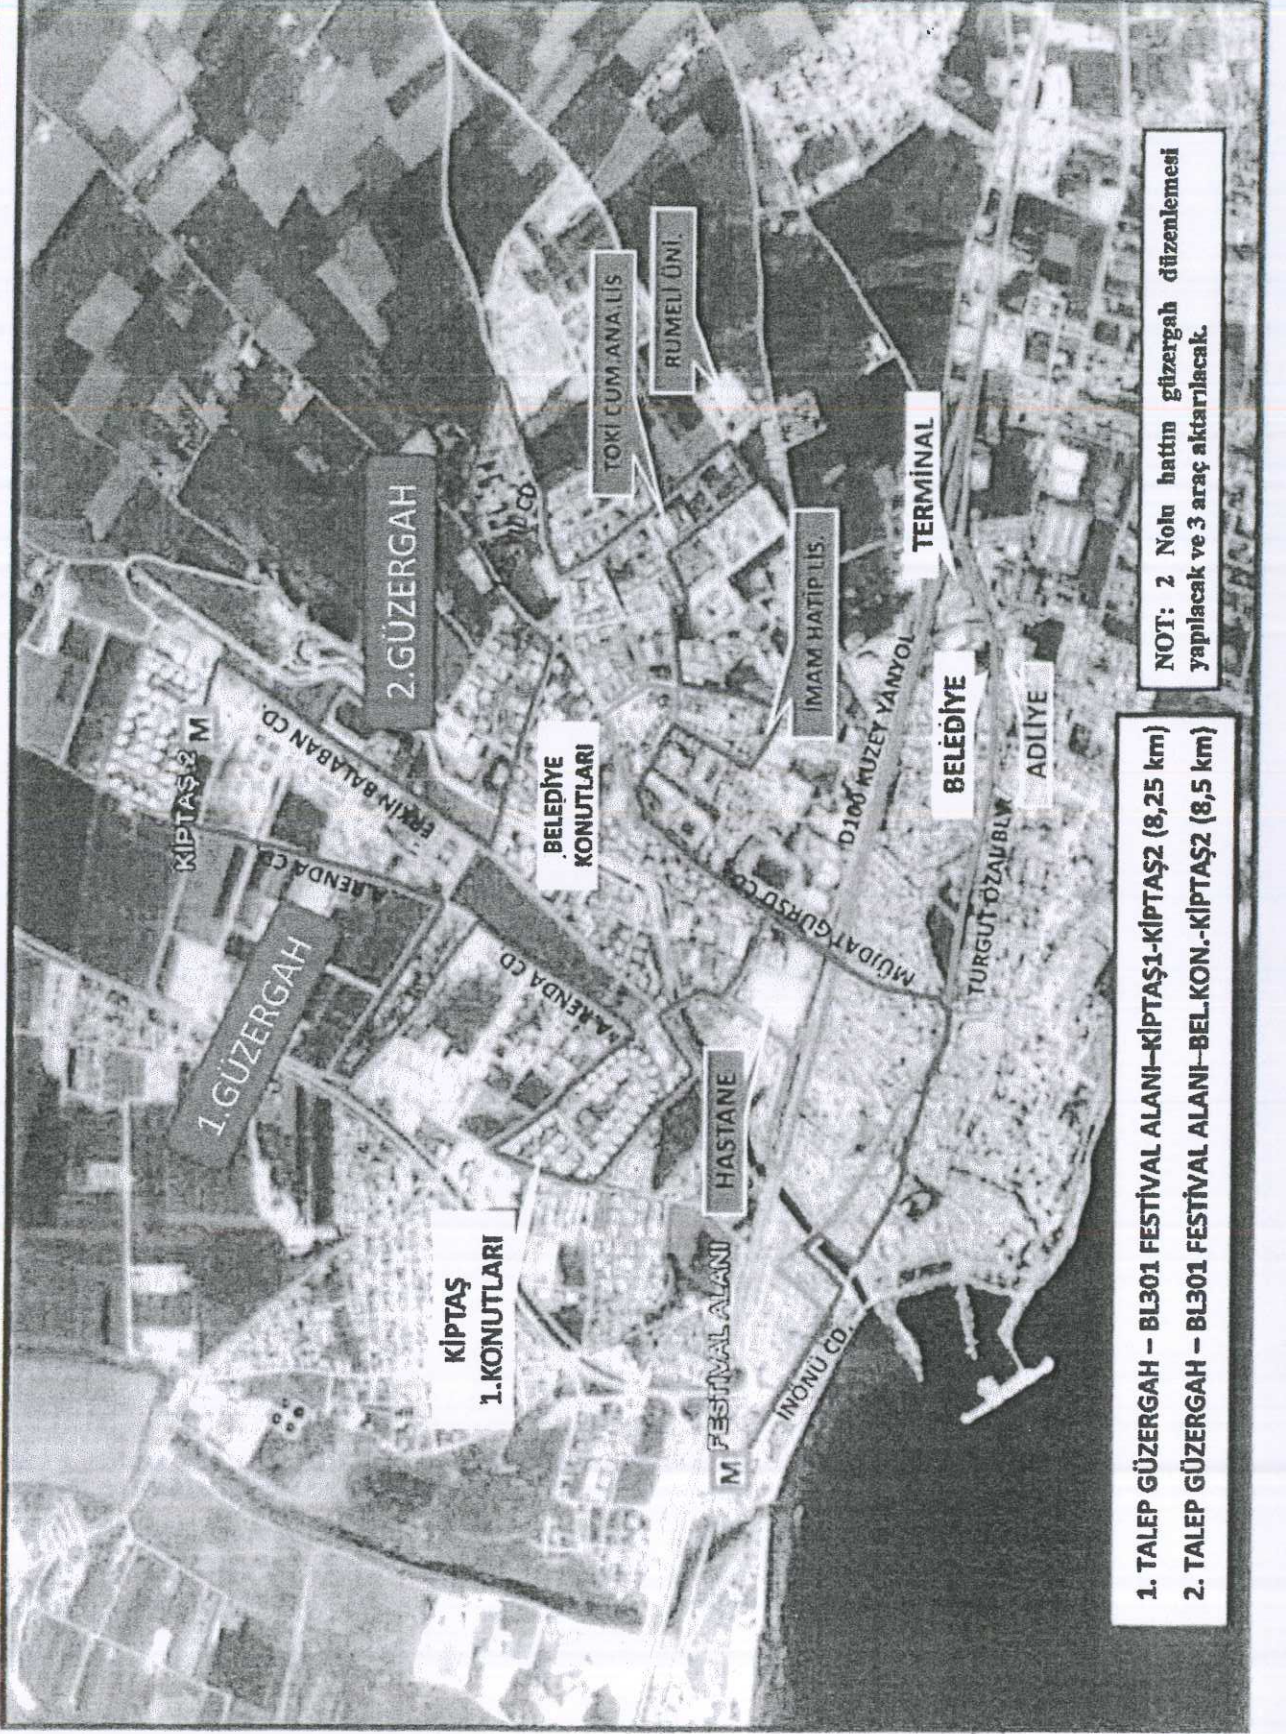 KİPTAŞ 2
M
ERKİN BALABAN CD.
A.RENDA CD
1.GÜZERGAH
2.GÜZERGAH
A.RENDA CD
BELEDİYE
KONUTLARI
CD
TOKİ CUM ANA LİS
RUMELİ ÜNİ.
KİPTAŞ
1.KONUTLARI
HASTANE
MÜJDAT GÜRSU CD.
İMAM HATİP LİS.
D100 KUZEY YANYOL
TERMİNAL
M FESTİVAL ALANI
İNÖNÜ CD.
TURGUT ÖZAL BLV.
BELEDİYE
ADLİYE
1. TALEP GÜZERGAH – BL301 FESTİVAL ALANI–KİPTAŞ1-KİPTAŞ2 (8,25 km)
2. TALEP GÜZERGAH – BL301 FESTİVAL ALANI–BEL.KON.-KİPTAŞ2 (8,5 km)
NOT: 2 Nolu hattın güzergah düzenlemesi
yapılacak ve 3 araç aktarılacak.